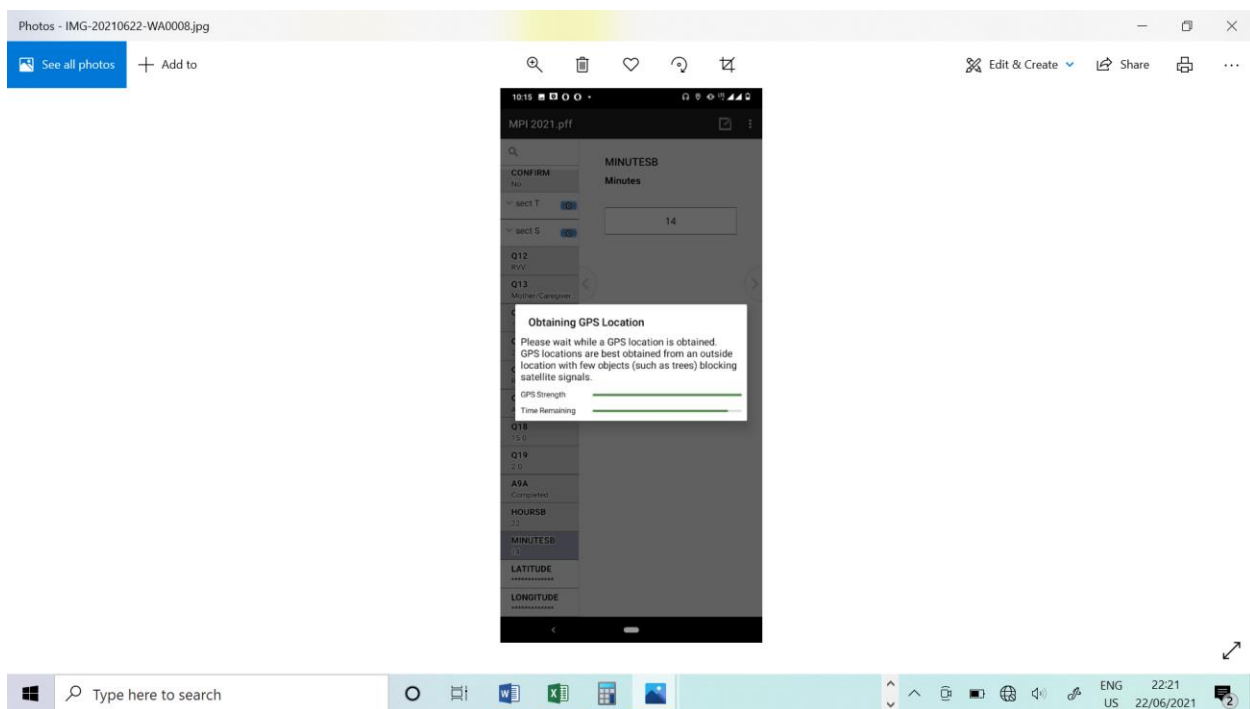 Photos - IMG-20210622-WA0008.jpg
See all photos
Add to
Edit & Create
Share
10:15
MPI 2021.pff
CONFIRM
No
sect T
sect S
Q12
RVV
Q13
Mother/Caregiver
MINUTESB
Minutes
14
Obtaining GPS Location
Please wait while a GPS location is obtained.
GPS locations are best obtained from an outside
location with few objects (such as trees) blocking
satellite signals.
GPS Strength
Time Remaining
Q18
15.0
Q19
2.0
A9A
Completed
HOURSB
22
MINUTESB
14
LATITUDE
*************
LONGITUDE
*************
Type here to search
ENG
US
22:21
22/06/2021
2